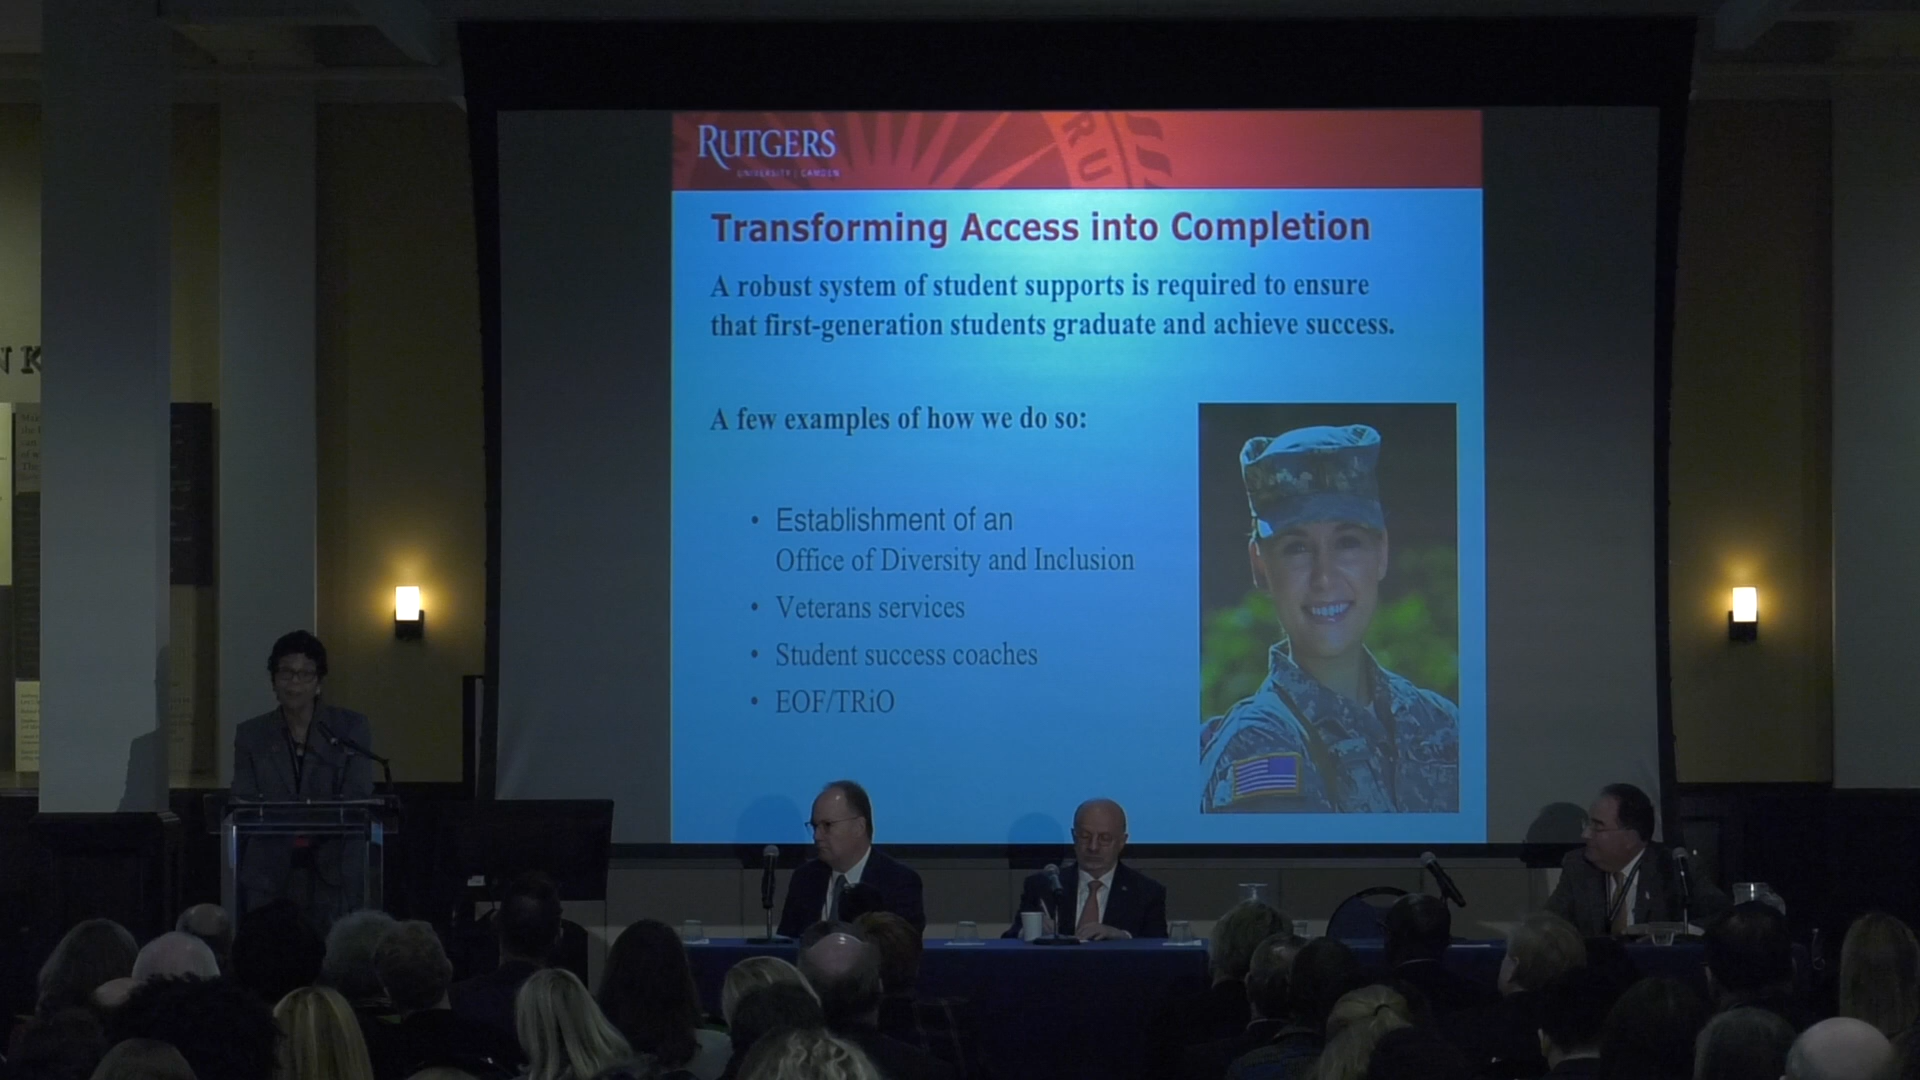 RUTGERS
UNIVERSITY | CAMDEN
RU
Transforming Access into Completion
A robust system of student supports is required to ensure
that first-generation students graduate and achieve success.
A few examples of how we do so:
• Establishment of an
Office of Diversity and Inclusion
• Veterans services
• Student success coaches
• EOF/TRiO
N K